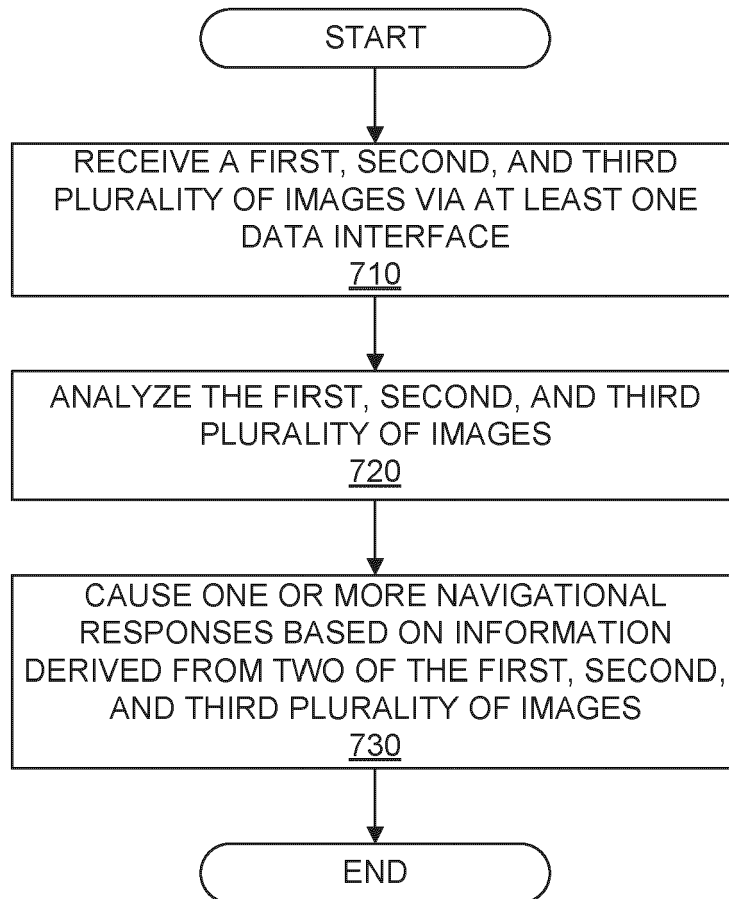 START
RECEIVE A FIRST, SECOND, AND THIRD
PLURALITY OF IMAGES VIA AT LEAST ONE
DATA INTERFACE
710
ANALYZE THE FIRST, SECOND, AND THIRD
PLURALITY OF IMAGES
720
CAUSE ONE OR MORE NAVIGATIONAL
RESPONSES BASED ON INFORMATION
DERIVED FROM TWO OF THE FIRST, SECOND,
AND THIRD PLURALITY OF IMAGES
730
END